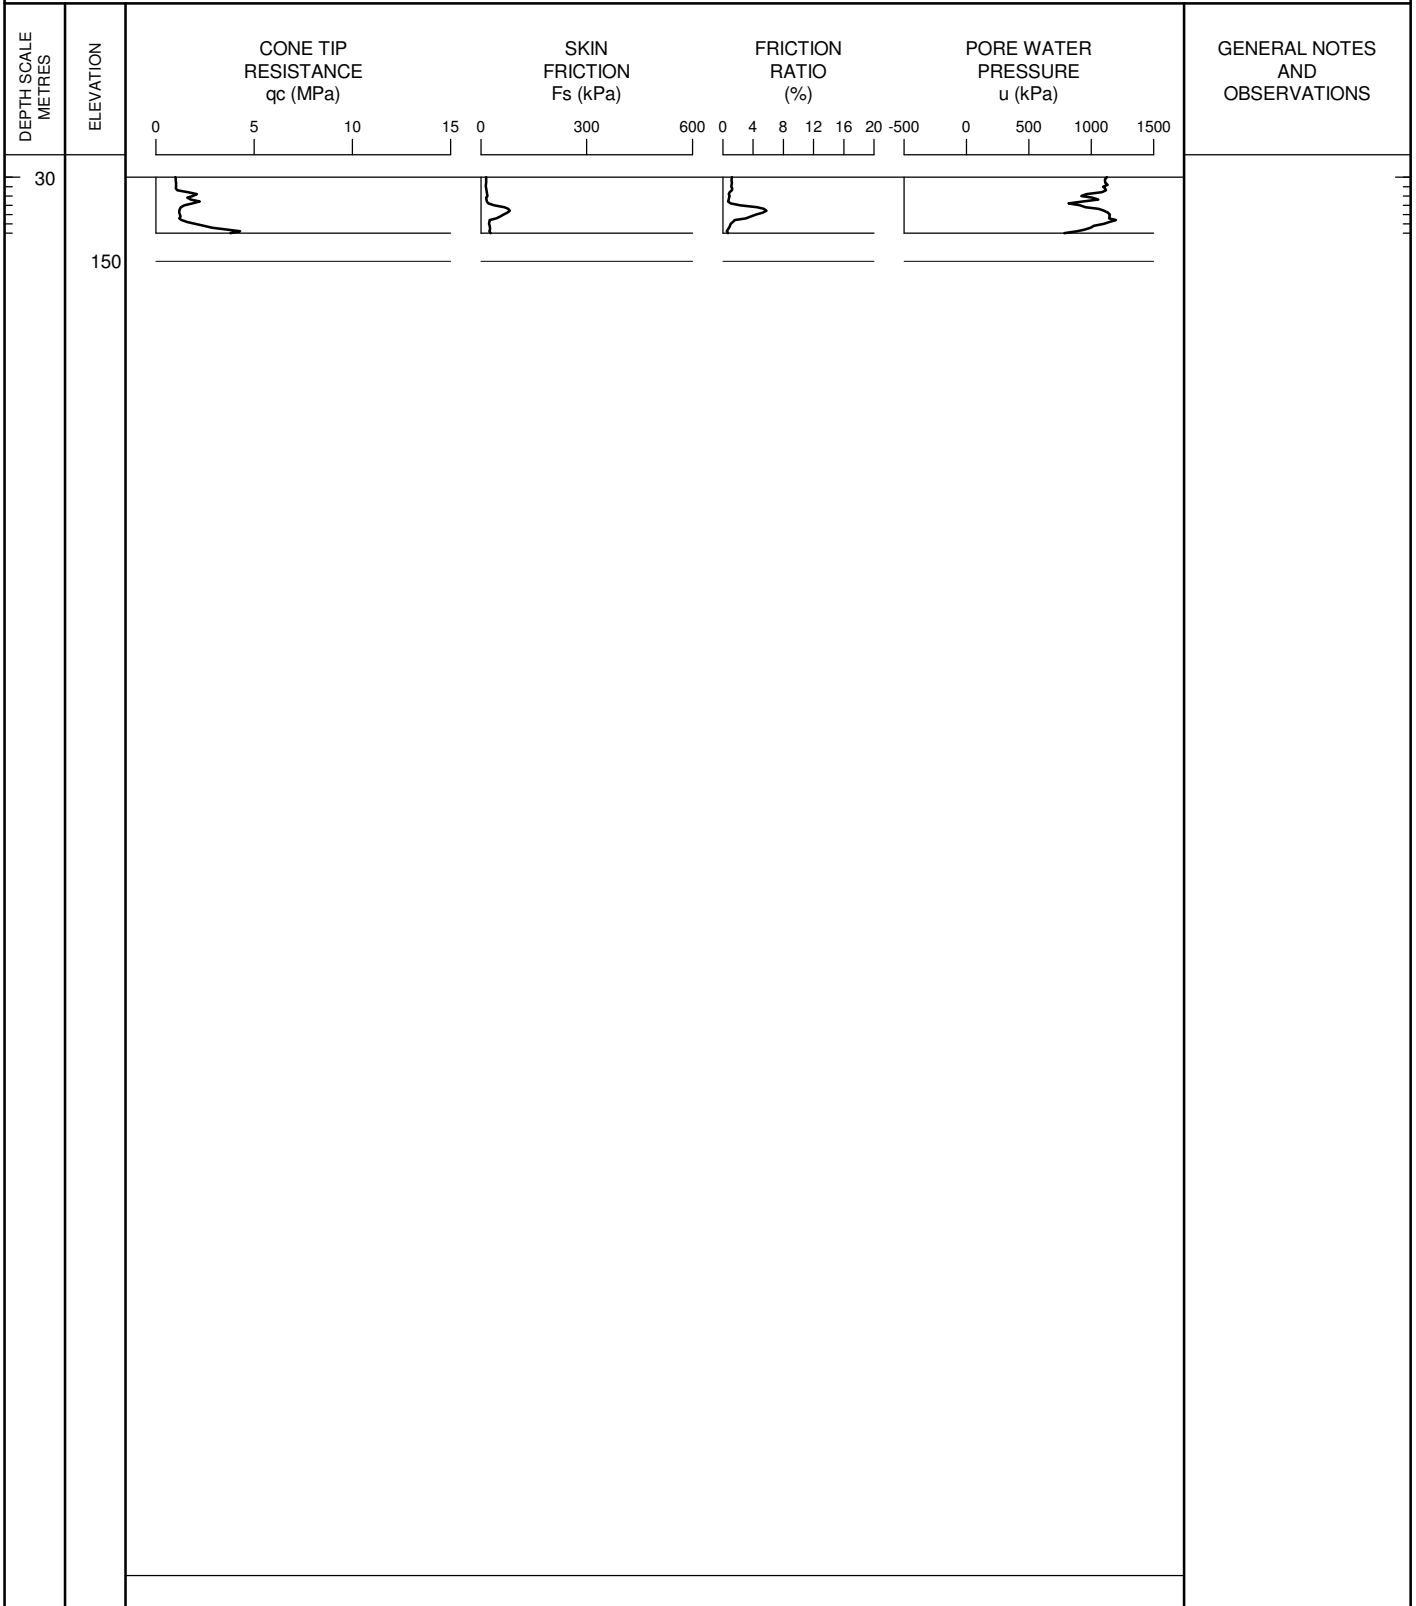 DEPTH SCALE
METRES
ELEVATION
CONE TIP
RESISTANCE
qc (MPa)
0 5 10 15
SKIN
FRICTION
Fs (kPa)
0 300 600
FRICTION
RATIO
(%)
0 4 8 12 16 20
PORE WATER
PRESSURE
u (kPa)
-500 0 500 1000 1500
GENERAL NOTES
AND
OBSERVATIONS
30
150